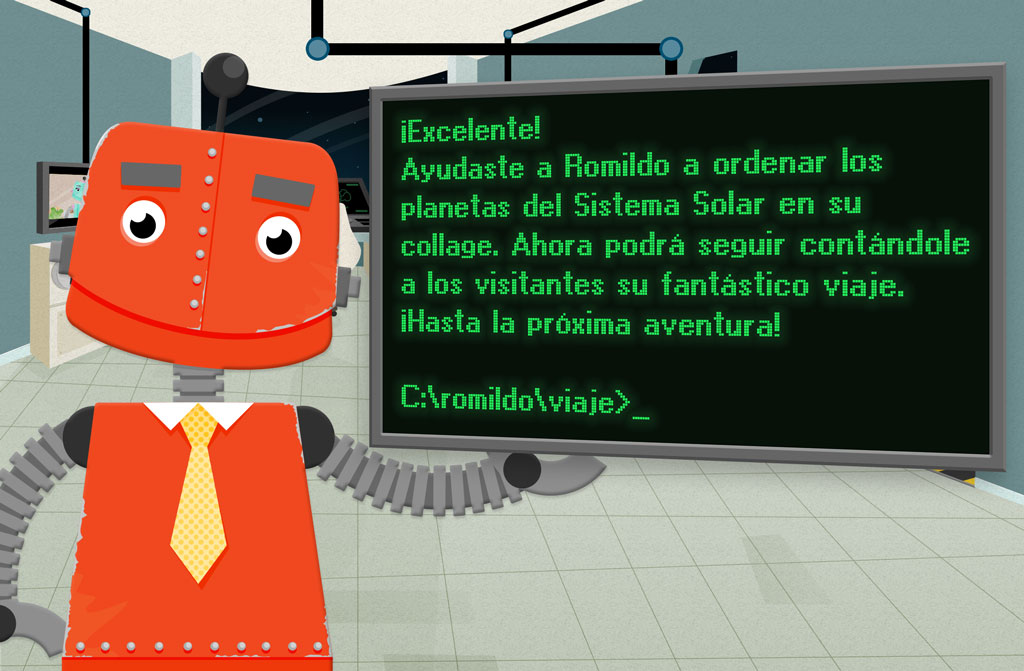 ¡Excelente!
Ayudaste a Romildo a ordenar los
planetas del Sistema Solar en su
collage. Ahora podrá seguir contándole
a los visitantes su fantástico viaje.
¡Hasta la próxima aventura!
C:\romildo\viaje>_